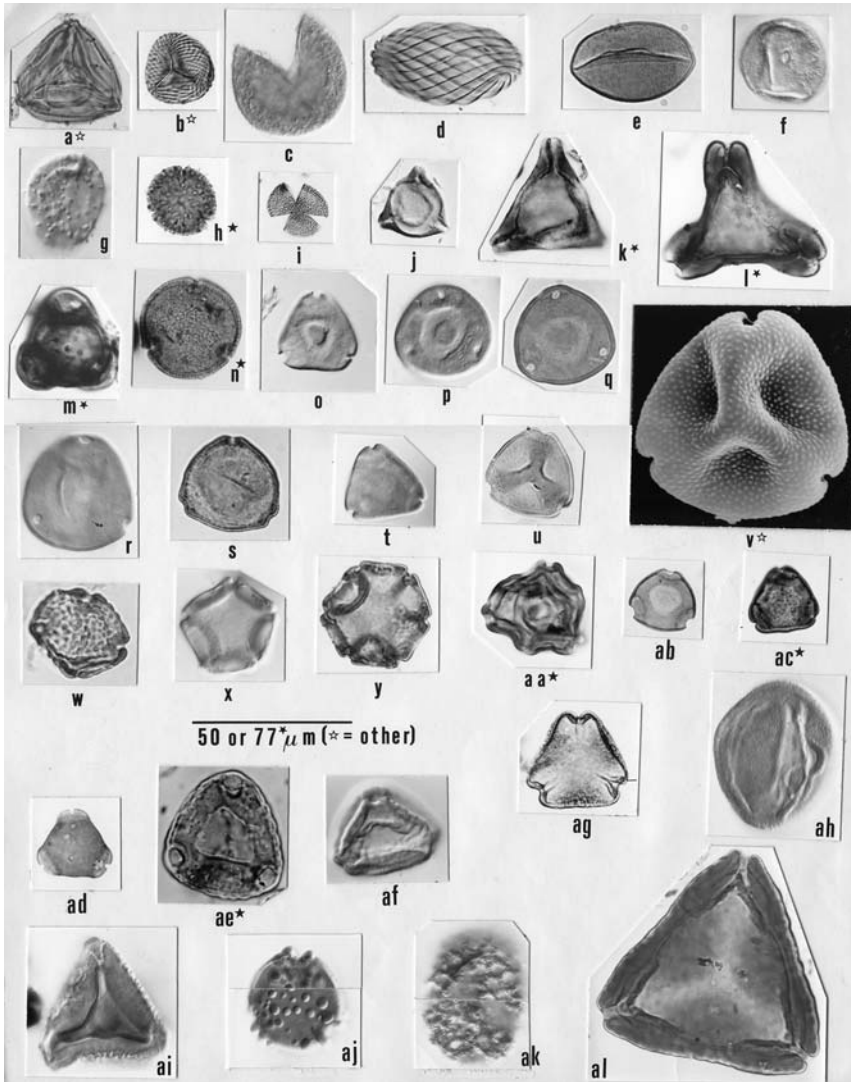 a☆ b☆ c d e f
g h★ i j k★ l★
m★ n★ o p q
r s t u v☆
w x y aa★ ab ac★
50 or 77★μm (☆= other)
ad ae★ af ag ah
ai aj ak al